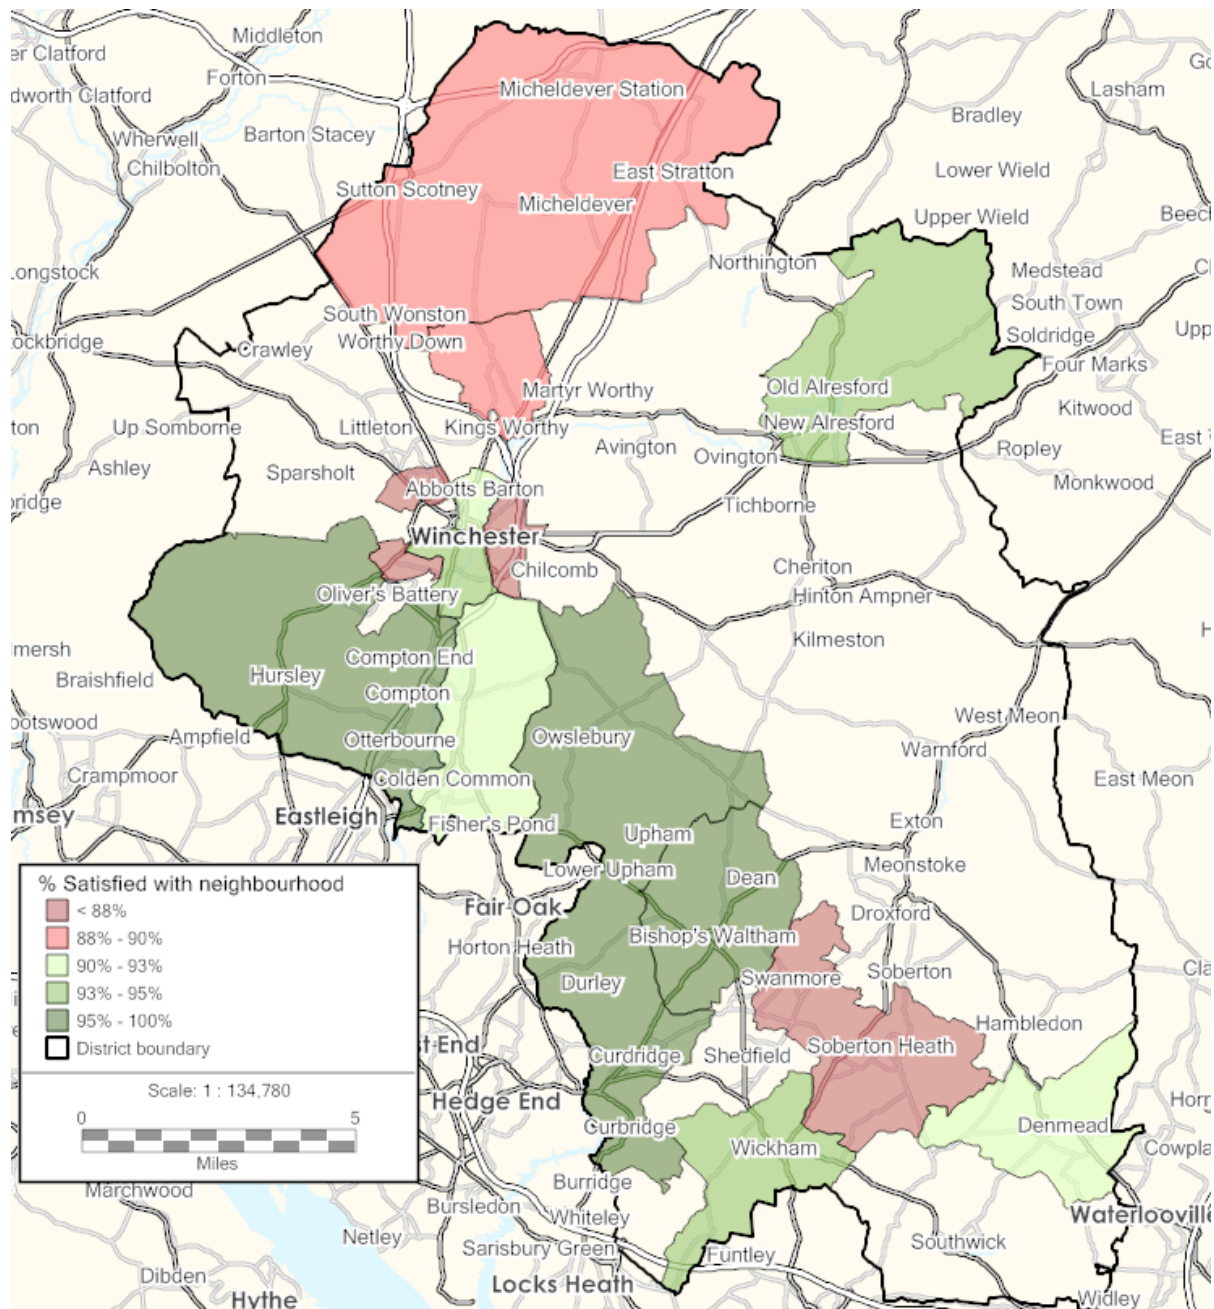 Middleton
er Clatford
Forton
Micheldever Station
Lasham
dworth Clatford
Bradley
Barton Stacey
Wherwell
Chilbolton
East Stratton
Lower Wield
Sutton Scotney
Micheldever
Upper Wield
Beech
Longstock
Northington
Medstead
South Town
South Wonston
Soldridge
Upp
ockbridge
Crawley
Worthy Down
Four Marks
Martyr Worthy
Old Alresford
Kitwood
ton
Up Somborne
Littleton
Kings Worthy
New Alresford
East
Avington
Ropley
Ashley
Sparsholt
Ovington
Monkwood
bridge
Abbotts Barton
Tichborne
Winchester
Chilcomb
Cheriton
Oliver's Battery
Hinton Ampner
Kilmeston
mersh
Compton End
Braishfield
Hursley
Compton
ootswood
West Meon
Ampfield
Otterbourne
Owslebury
Warnford
Crampmoor
Colden Common
East Meon
msey
Eastleigh
Fisher's Pond
Upham
Exton
Lower Upham
Dean
Meonstoke
% Satisfied with neighbourhood
< 88%
88% - 90%
90% - 93%
93% - 95%
95% - 100%
District boundary
Scale: 1 : 134,780
0 5
Miles
Fair Oak
Droxford
Horton Heath
Bishop's Waltham
Durley
Swanmore
Soberton
Hambledon
st End
Curdridge
Shedfield
Soberton Heath
Hedge End
Curbridge
Wickham
Denmead
Cowpla
Marchwood
Burridge
Bursledon
Whiteley
Waterlooville
Netley
Sarisbury Green
Funtley
Southwick
Dibden
Locks Heath
Hythe
Widley